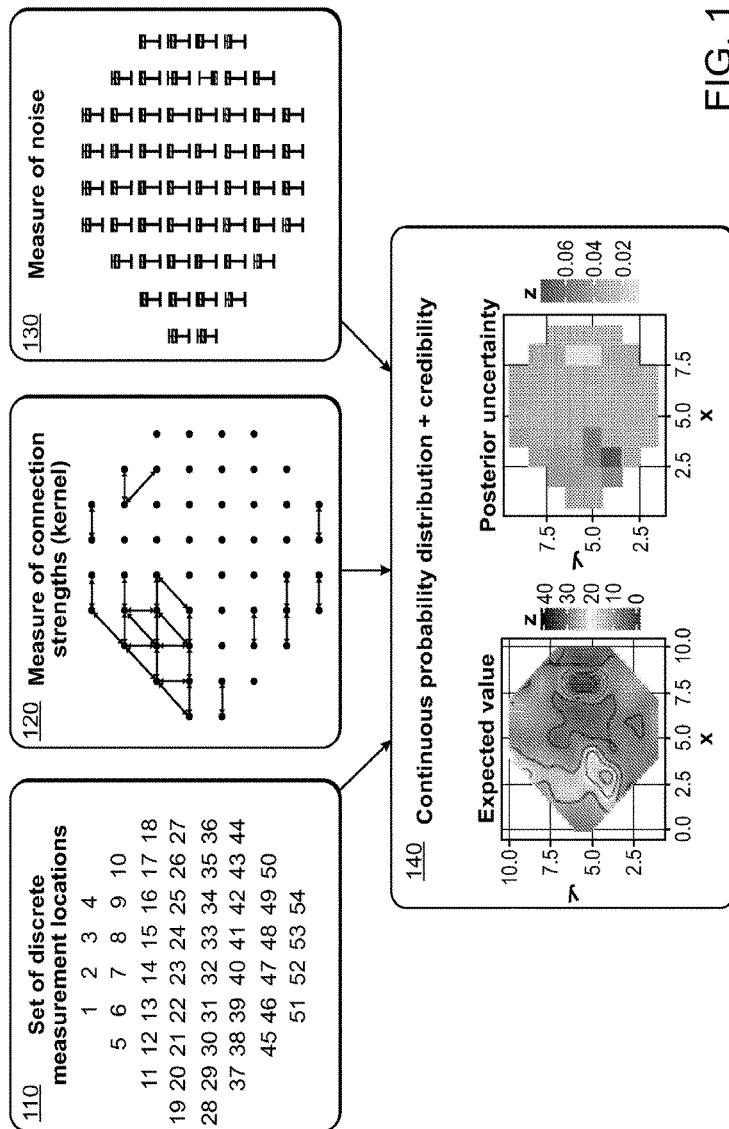 110 Set of discrete
measurement locations
1 2 3 4
5 6 7 8 9 10
11 12 13 14 15 16 17 18
19 20 21 22 23 24 25 26 27
28 29 30 31 32 33 34 35 36
37 38 39 40 41 42 43 44
45 46 47 48 49 50
51 52 53 54
120 Measure of connection
strengths (kernel)
130 Measure of noise
140 Continuous probability distribution + credibility
Expected value
10.0
7.5
5.0
2.5
y
0.0 2.5 5.0 7.5 10.0
x
z
40
30
20
10
0
Posterior uncertainty
7.5
5.0
2.5
y
2.5 5.0 7.5
x
z
0.06
0.04
0.02
FIG. 1